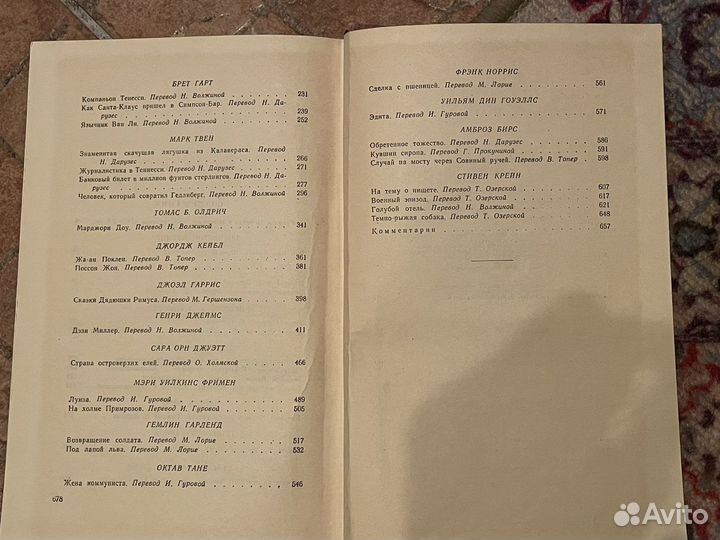 БРЕТ ГАРТ
Компаньон Тенесси. Перевод Н. Волжиной . . . . . 231
Как Санта-Клаус пришел в Симпсон-Бар. Перевод Н. Да-
рузес . . . . . 239
Язычник Ван Ли. Перевод Н. Волжиной . . . . . 252
МАРК ТВЕН
Знаменитая скачущая лягушка из Калавераса. Перевод
Н. Дарузес . . . . . 266
Журналистика в Теннесси. Перевод Н. Дарузес . . . . 271
Банковый билет в миллион фунтов стерлингов. Перевод Н. Да-
рузес . . . . . 277
Человек, который совратил Гедлиберг. Перевод Н. Волжиной 296
ТОМАС Б. ОЛДРИЧ
Марджори Доу. Перевод Н. Волжиной . . . . . 341
ДЖОРДЖ КЕЙБЛ
Жа-ан Поклен. Перевод В. Топер . . . . . 361
Поссон Жон. Перевод В. Топер . . . . . 381
ДЖОЭЛ ГАРРИС
Сказки Дядюшки Римуса. Перевод М. Гершензона . . . . 398
ГЕНРИ ДЖЕЙМС
Дэзи Миллер. Перевод Н. Волжиной . . . . . 411
САРА ОРН ДЖУЭТТ
Страна островерхих елей. Перевод О. Холмской . . . . 466
МЭРИ УИЛКИНС ФРИМЕН
Луиза. Перевод И. Гуровой . . . . . 489
На холме Примрозов. Перевод И. Гуровой . . . . . 505
ГЕМЛИН ГАРЛЕНД
Возвращение солдата. Перевод М. Лорие . . . . . 517
Под лапой льва. Перевод М. Лорие . . . . . 532
ОКТАВ ТАНЕ
Жена коммуниста. Перевод И. Гуровой . . . . . 546
678
ФРЭНК НОРРИС
Сделка с пшеницей. Перевод М. Лорие . . . . . 561
УИЛЬЯМ ДИН ГОУЭЛЛС
Эдита. Перевод И. Гуровой . . . . . 571
АМБРОЗ БИРС
Обретенное тожество. Перевод Н. Дарузес . . . . . 586
Кувшин сиропа. Перевод Г. Прокуниной . . . . . 591
Случай на мосту через Совиный ручей. Перевод В. Топер . 598
СТИВЕН КРЕЙН
На тему о нищете. Перевод Т. Озерской . . . . . 607
Военный эпизод. Перевод Т. Озерской . . . . . 617
Голубой отель. Перевод Н. Волжиной . . . . . 621
Темно-рыжая собака. Перевод Т. Озерской . . . . . 648
Комментарии . . . . . 657
Avito